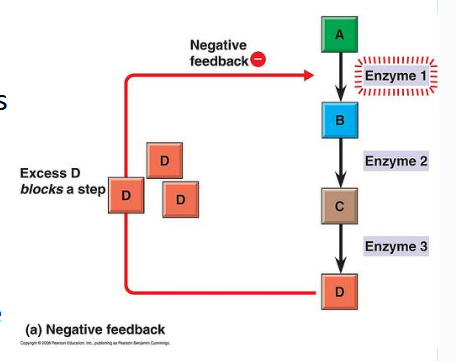 s
A
Negative
feedback
Enzyme 1
B
D
Enzyme 2
Excess D
blocks a step
D
D
C
Enzyme 3
D
e
(a) Negative feedback
Copyright © 2008 Pearson Education, Inc., publishing as Pearson Benjamin Cummings.